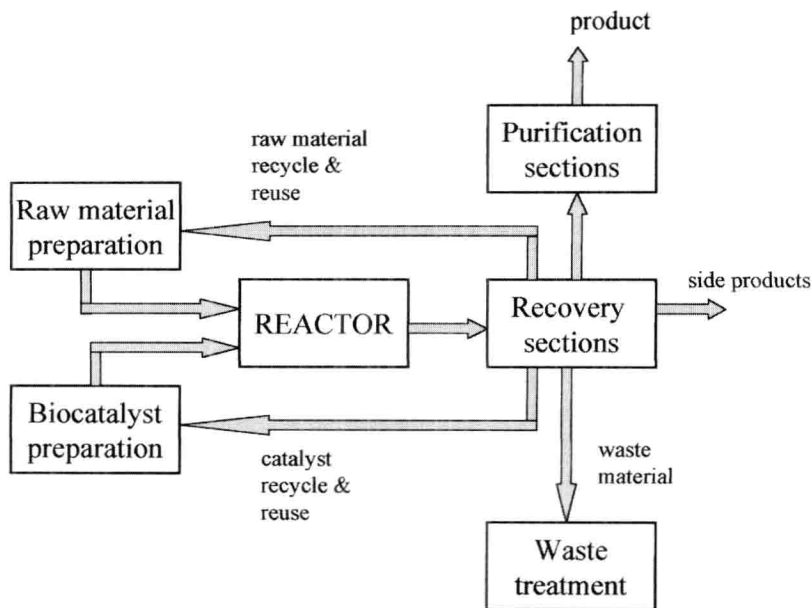 product
Purification
sections
raw material
recycle &
reuse
Raw material
preparation
side products
REACTOR
Recovery
sections
Biocatalyst
preparation
catalyst
recycle &
reuse
waste
material
Waste
treatment